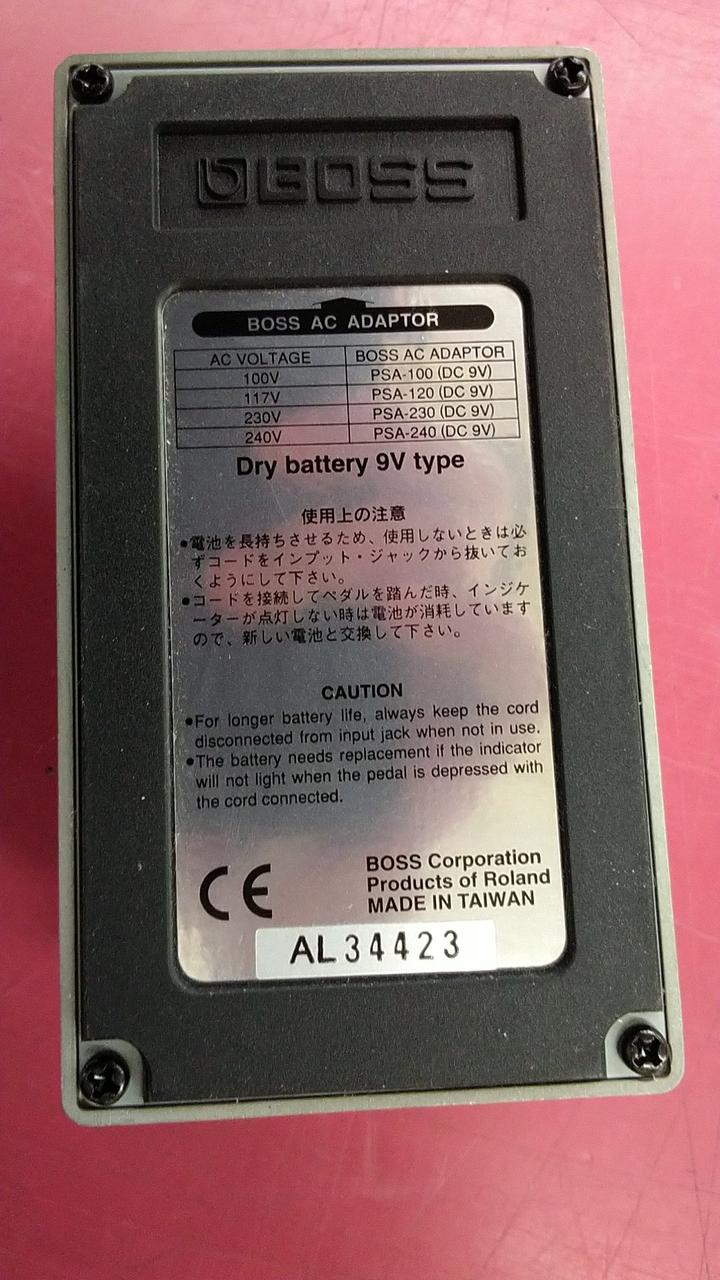 BOSS
BOSS AC ADAPTOR
AC VOLTAGE BOSS AC ADAPTOR
100V PSA-100 (DC 9V)
117V PSA-120 (DC 9V)
230V PSA-230 (DC 9V)
240V PSA-240 (DC 9V)
Dry battery 9V type
使用上の注意
●電池を長持ちさせるため、使用しないときは必
ずコードをインプット・ジャックから抜いてお
くようにして下さい。
●コードを接続してペダルを踏んだ時、インジケ
ーターが点灯しない時は電池が消耗しています
ので、新しい電池と交換して下さい。
CAUTION
●For longer battery life, always keep the cord
disconnected from input jack when not in use.
●The battery needs replacement if the indicator
will not light when the pedal is depressed with
the cord connected.
CE
BOSS Corporation
Products of Roland
MADE IN TAIWAN
AL34423